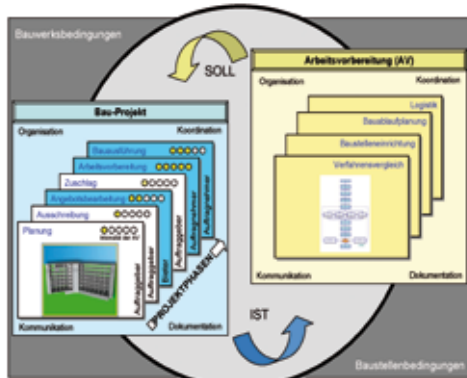 Bauwerksbedingungen
SOLL
Arbeitsvorbereitung (AV)
Organisation
Koordination
Logistik
Bauablaufplanung
Baustelleneinrichtung
Verfahrensvergleich
Kommunikation
Dokumentation
Bau-Projekt
Organisation
Koordination
Bauausführung
Arbeitsvorbereitung
Zuschlag
Angebotsbearbeitung
Ausschreibung
Planung
Auftraggeber
Auftraggeber
Bieter
Auftraggeber
Auftragnehmer
Auftragnehmer
PROJEKTPHASEN
Kommunikation
Dokumentation
IST
Baustellenbedingungen